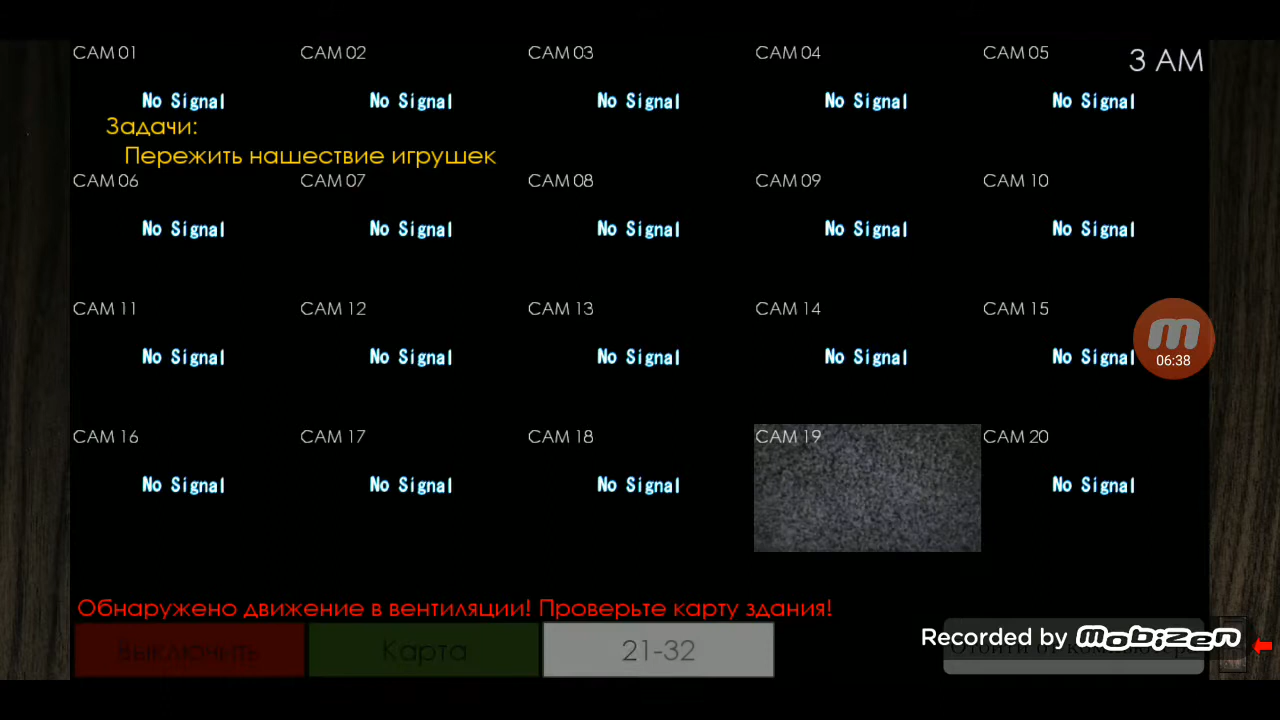 CAM 01 CAM 02 CAM 03 CAM 04 CAM 05
3 AM
No Signal No Signal No Signal No Signal No Signal
Задачи:
Пережить нашествие игрушек
CAM 06 CAM 07 CAM 08 CAM 09 CAM 10
No Signal No Signal No Signal No Signal No Signal
CAM 11 CAM 12 CAM 13 CAM 14 CAM 15
No Signal No Signal No Signal No Signal No Signal
06:38
CAM 16 CAM 17 CAM 18 CAM 19 CAM 20
No Signal No Signal No Signal No Signal
Обнаружено движение в вентиляции! Проверьте карту здания!
Выключить Карта 21-32
Recorded by mobizen
Отойти от